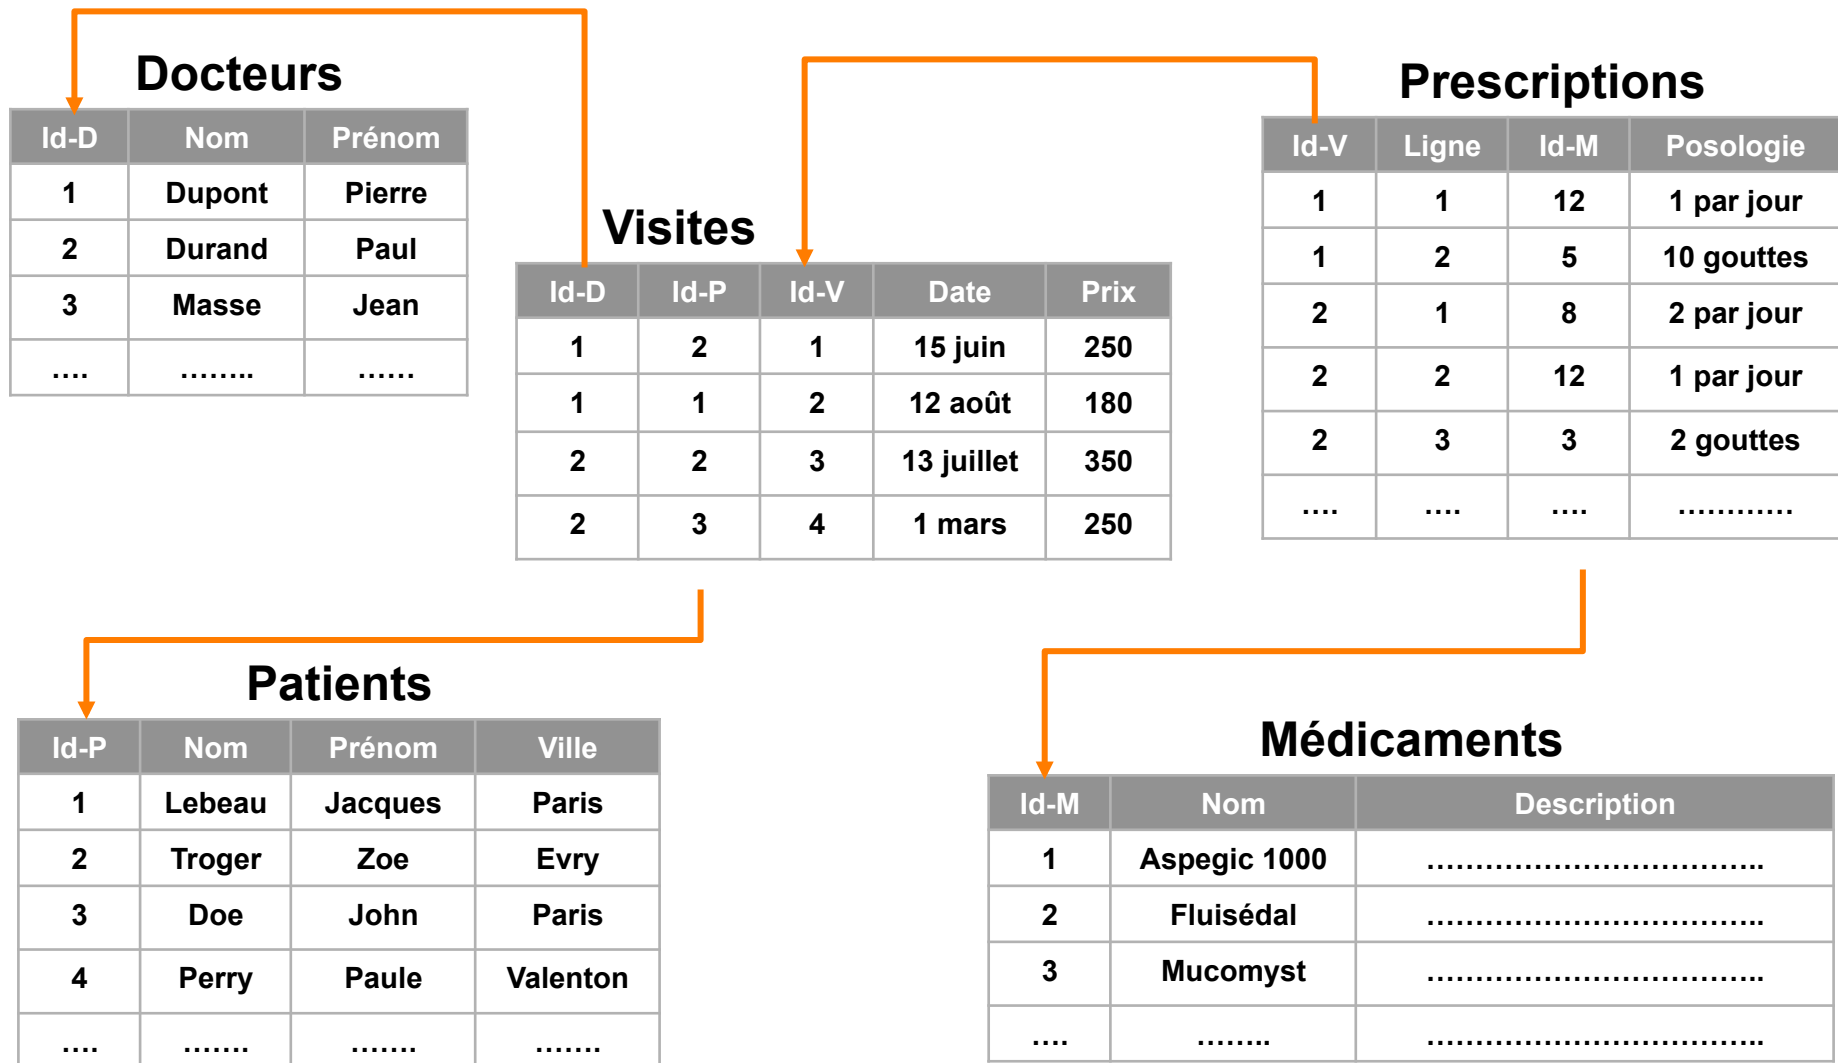 Docteurs
Id-D Nom Prénom
1 Dupont Pierre
2 Durand Paul
3 Masse Jean
.... ........ ......
Visites
Id-D Id-P Id-V Date Prix
1 2 1 15 juin 250
1 1 2 12 août 180
2 2 3 13 juillet 350
2 3 4 1 mars 250
Prescriptions
Id-V Ligne Id-M Posologie
1 1 12 1 par jour
1 2 5 10 gouttes
2 1 8 2 par jour
2 2 12 1 par jour
2 3 3 2 gouttes
.... .... .... ............
Patients
Id-P Nom Prénom Ville
1 Lebeau Jacques Paris
2 Troger Zoe Evry
3 Doe John Paris
4 Perry Paule Valenton
.... ....... ....... .......
Médicaments
Id-M Nom Description
1 Aspegic 1000 ...................................
2 Fluisédal ...................................
3 Mucomyst ...................................
.... ........ ...................................